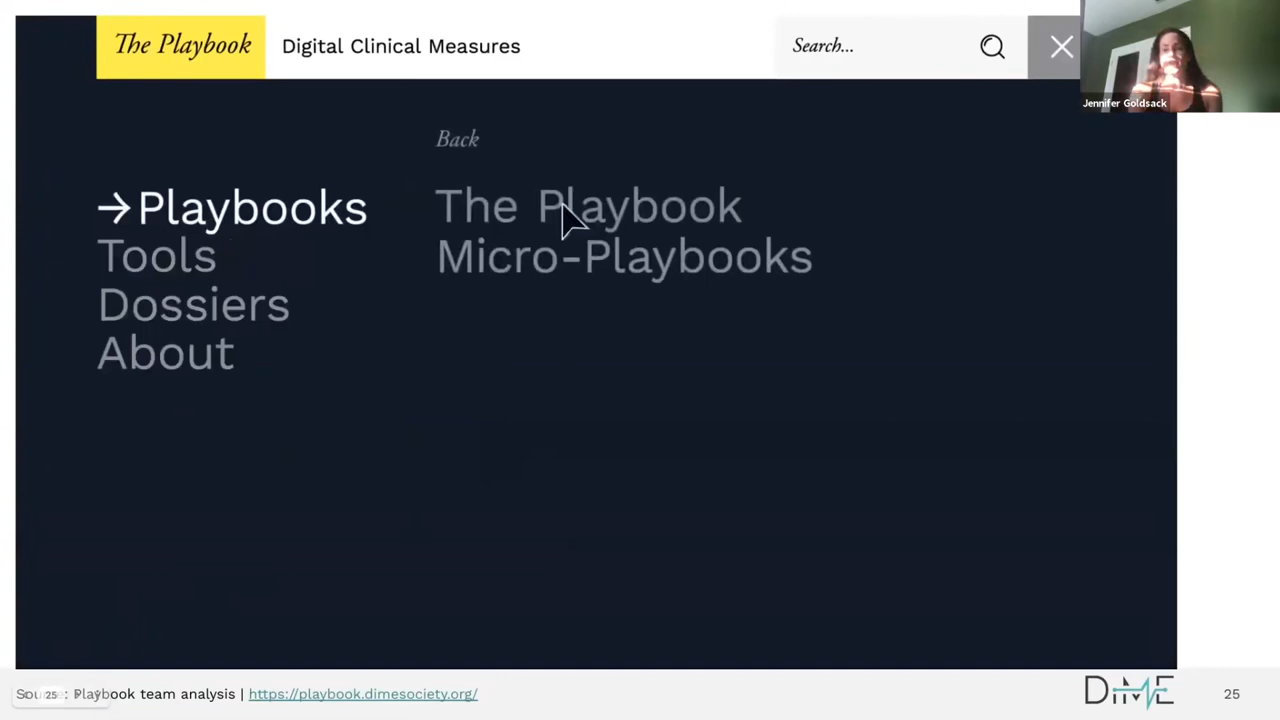 The Playbook
Digital Clinical Measures
Search...
Jennifer Goldsack
Back
→Playbooks
Tools
Dossiers
About
The Playbook
Micro-Playbooks
25 : Playbook team analysis | https://playbook.dimesociety.org/
DiME
25